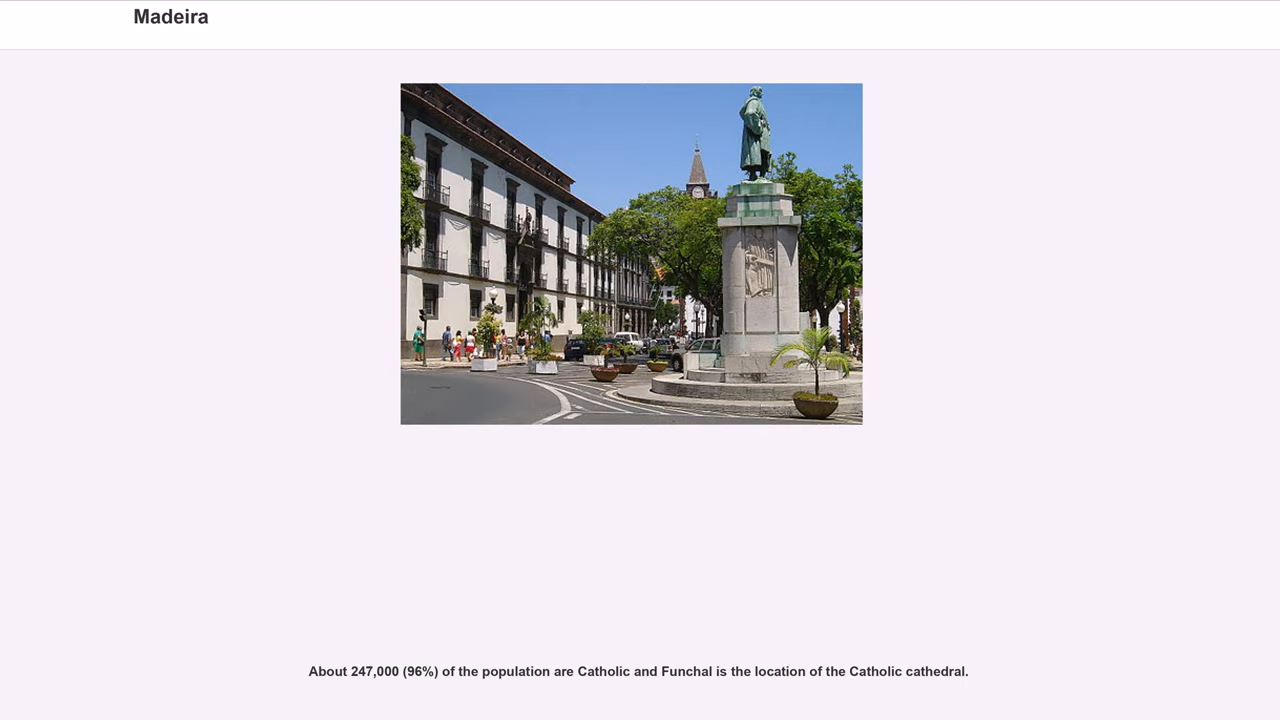 Madeira
About 247,000 (96%) of the population are Catholic and Funchal is the location of the Catholic cathedral.